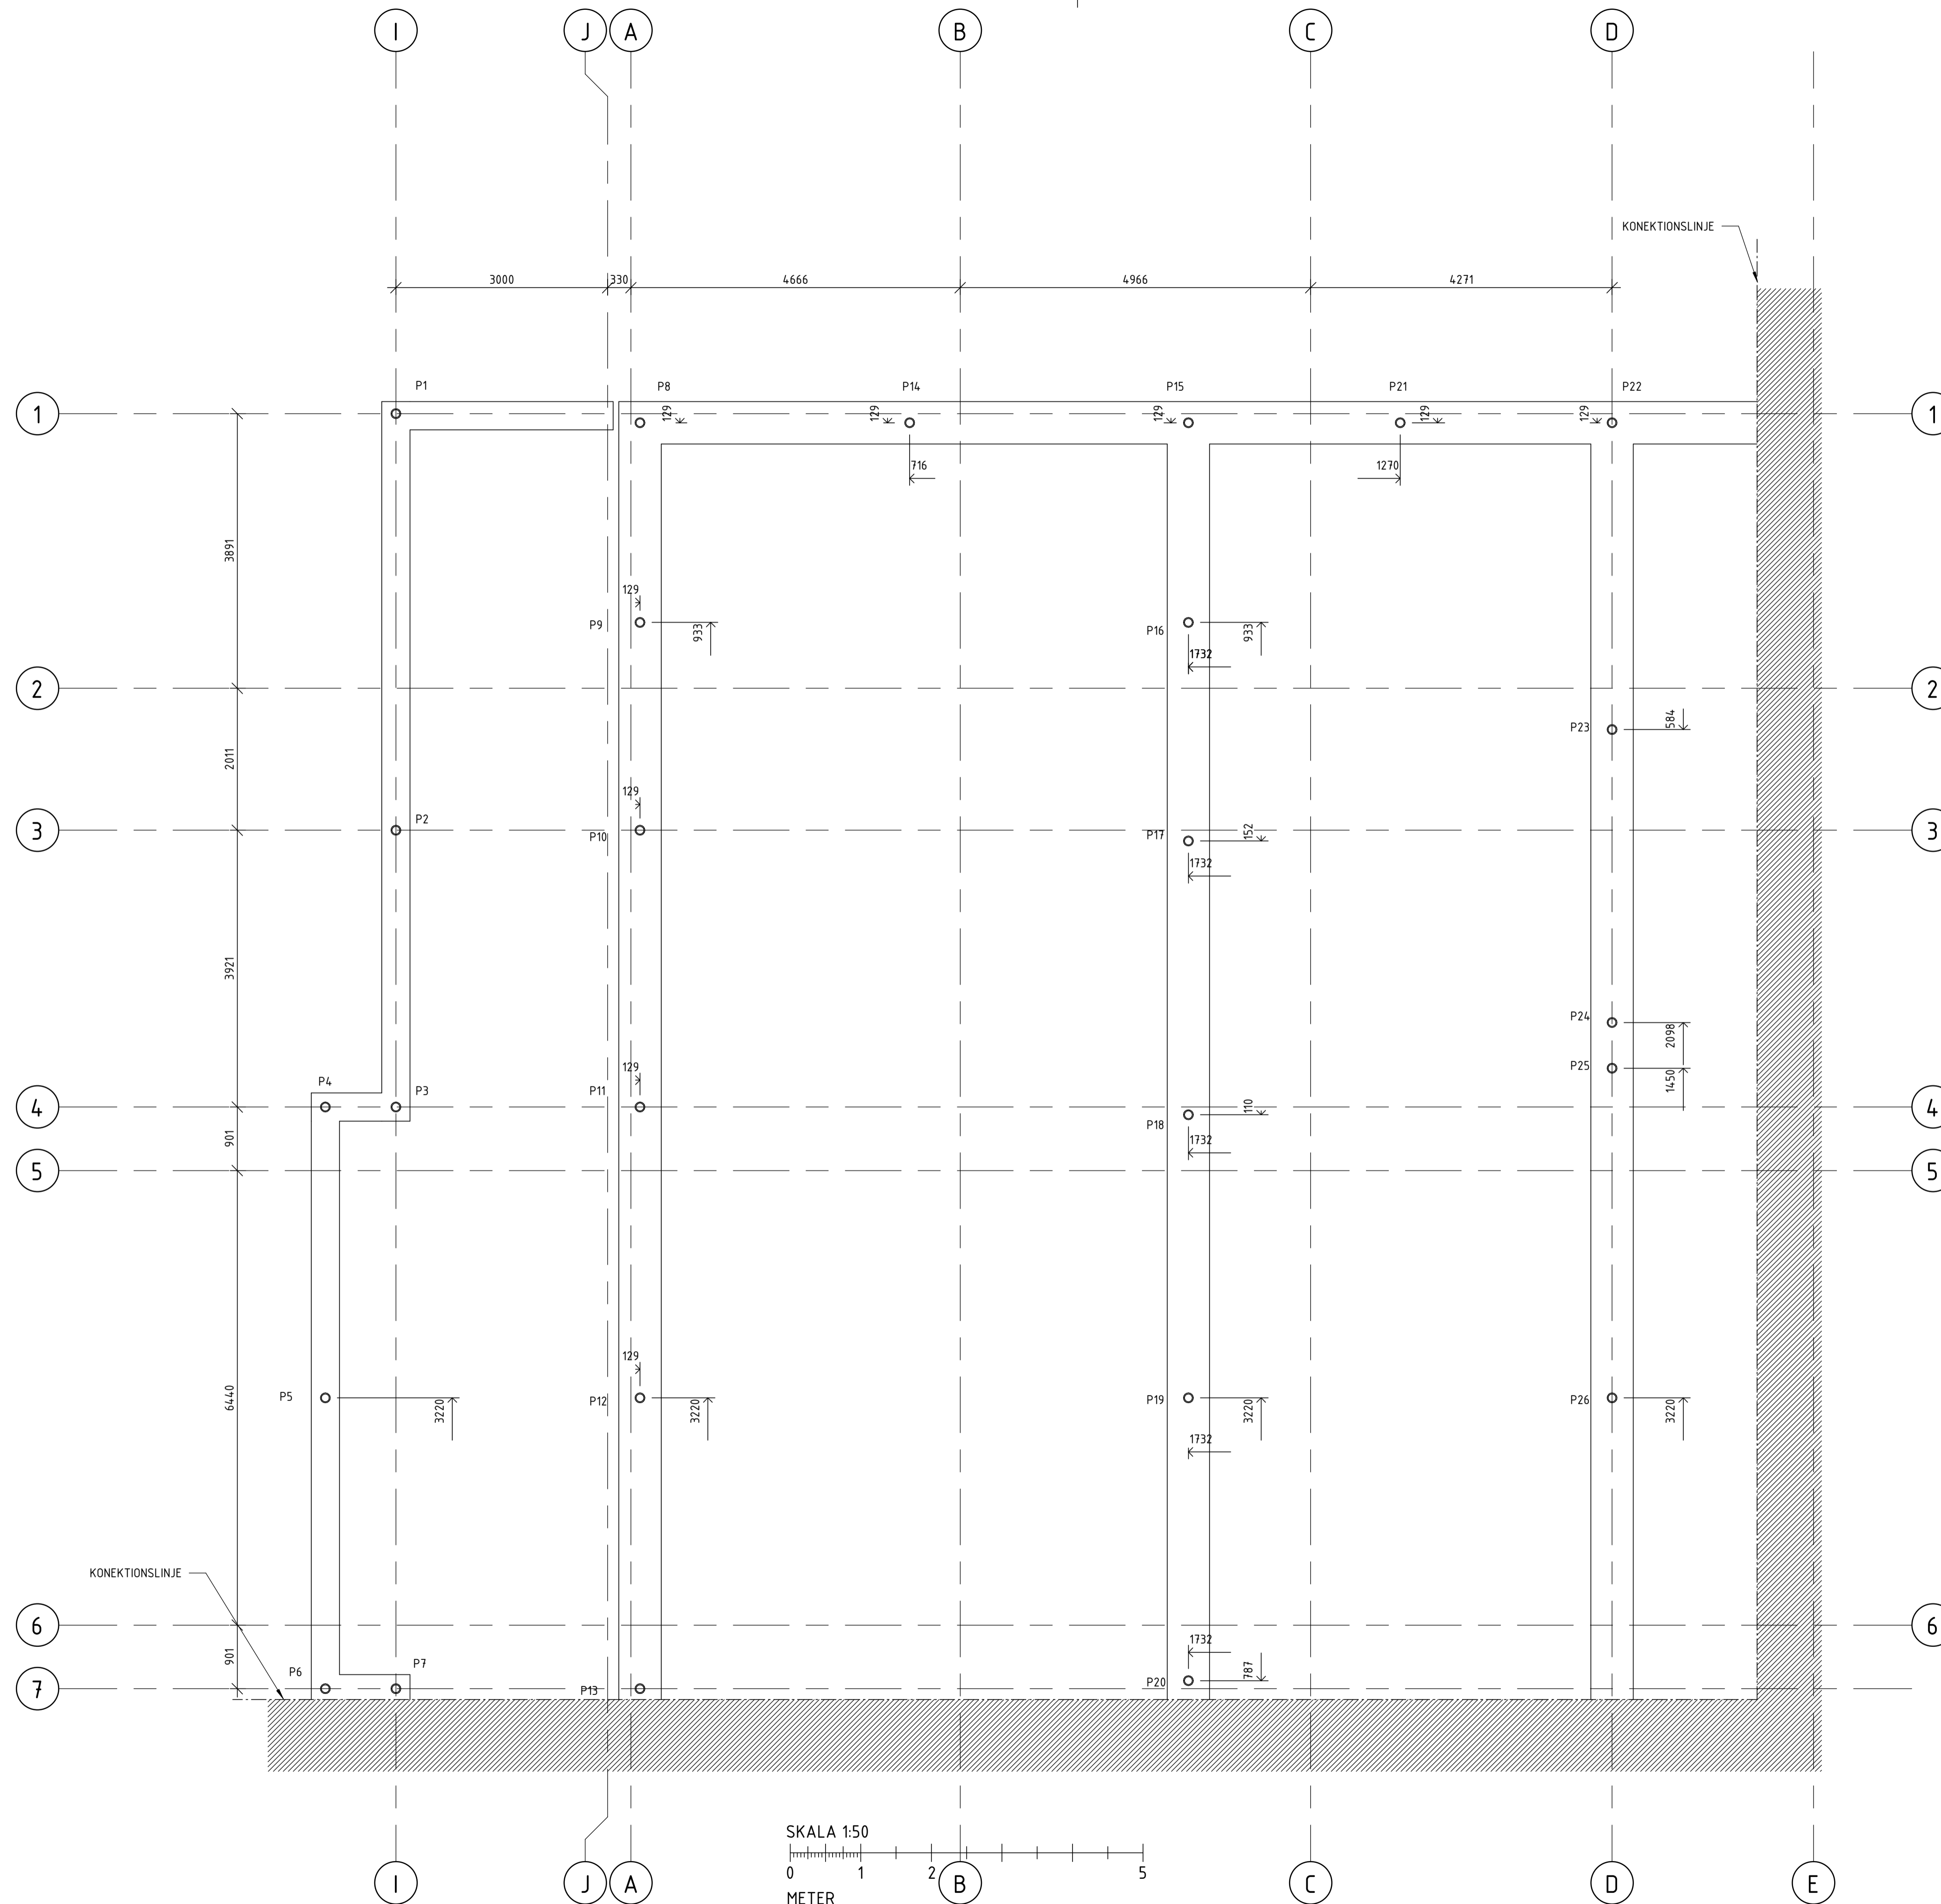 I
J
A
B
C
D
KONEKTIONSLINJE
3000
330
4666
4966
4271
P1
P8
P14
P15
P21
P22
1
129
129
129
129
129
1
716
1270
3891
129
P9
933
P16
933
1732
2
2
584
P23
2011
129
P2
P10
P17
152
3
3
1732
3921
P24
2098
P25
1450
129
P4
P3
P11
110
4
4
P18
901
1732
5
5
129
P5
3220
P12
3220
P19
3220
P26
3220
6440
1732
KONEKTIONSLINJE
6
6
901
1732
P6
P7
787
7
P13
P20
SKALA 1:50
0
1
2
5
METER
I
J
A
B
C
D
E